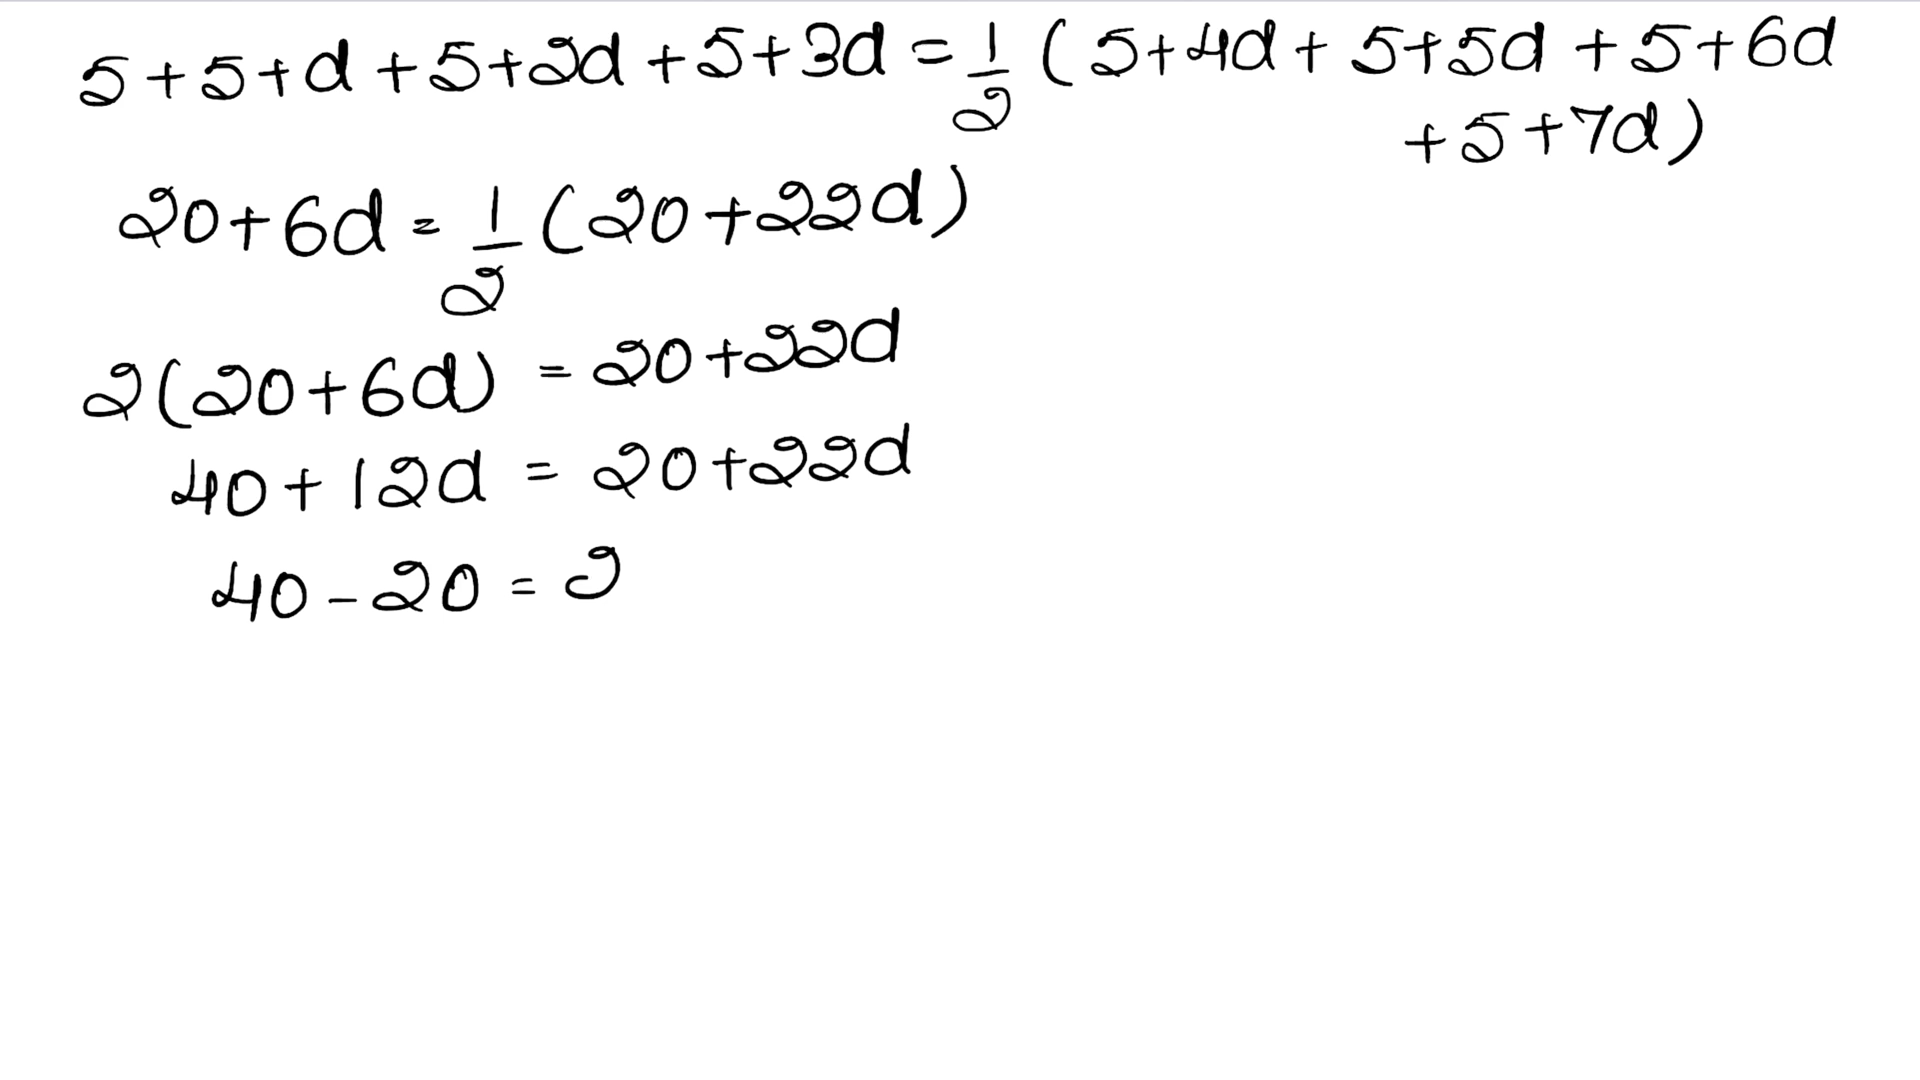 5+5+d+5+2d+5+3d = 1/2 (5+4d+5+5d+5+6d
+5+7d)
20+6d = 1/2 (20+22d)
2(20+6d) = 20+22d
40+12d = 20+22d
40-20 =